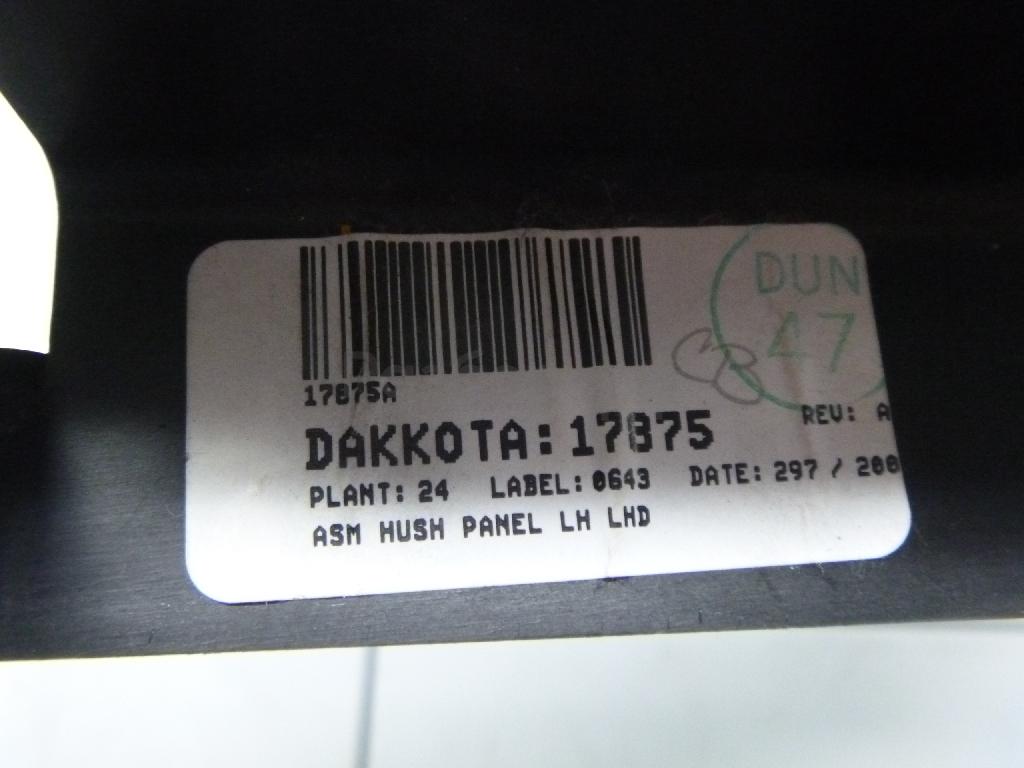 DUN
47
17875A
REV: A
DAKKOTA:17875
PLANT: 24 LABEL:0643 DATE: 297 / 200
ASM HUSH PANEL LH LHD